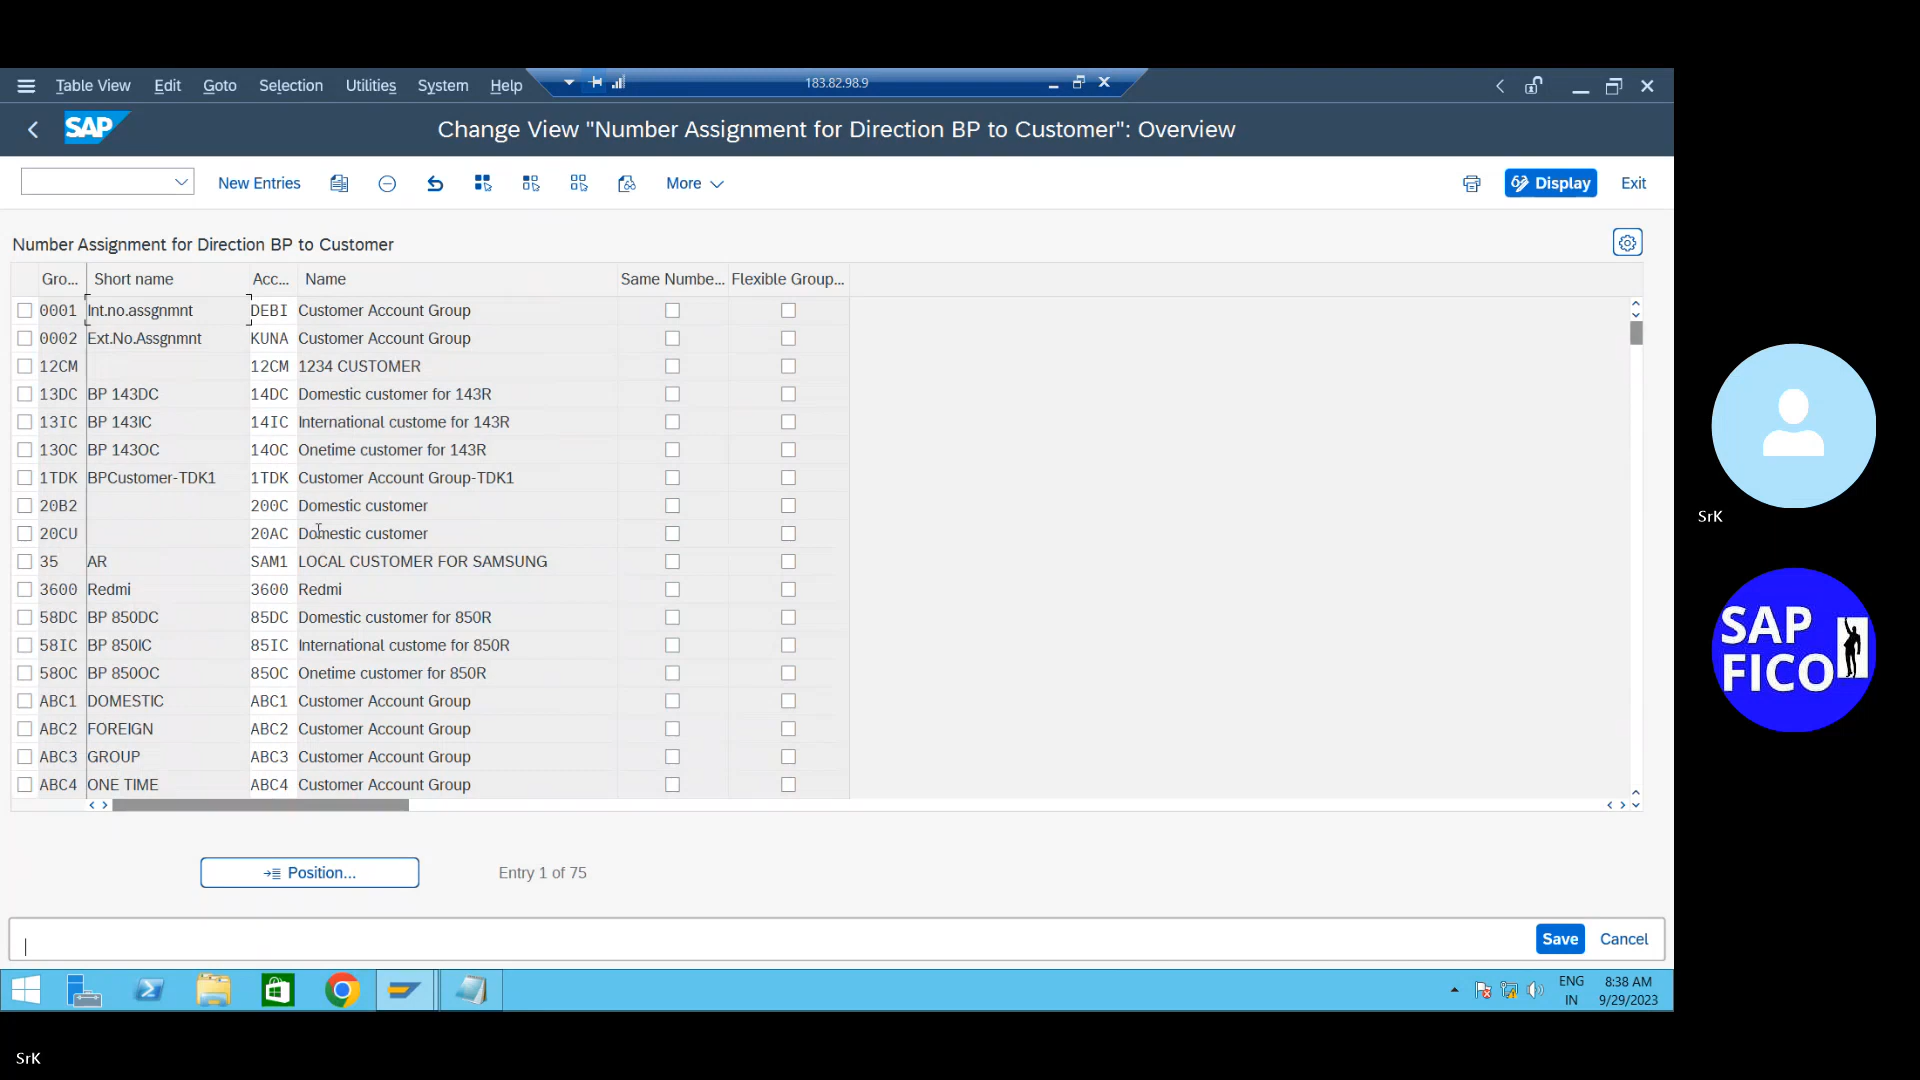 Table View Edit Goto Selection Utilities System Help 183.82.98.9
SAP Change View "Number Assignment for Direction BP to Customer": Overview
New Entries More Display Exit
Number Assignment for Direction BP to Customer
Gro... Short name Acc... Name Same Numbe... Flexible Group...
0001 Int.no.assgnmnt DEBI Customer Account Group
0002 Ext.No.Assgnmnt KUNA Customer Account Group
12CM 12CM 1234 CUSTOMER
13DC BP 143DC 14DC Domestic customer for 143R
13IC BP 143IC 14IC International custome for 143R
13OC BP 143OC 14OC Onetime customer for 143R
1TDK BPCustomer-TDK1 1TDK Customer Account Group-TDK1
20B2 200C Domestic customer
20CU 20AC Domestic customer
35 AR SAM1 LOCAL CUSTOMER FOR SAMSUNG
3600 Redmi 3600 Redmi
58DC BP 850DC 85DC Domestic customer for 850R
58IC BP 850IC 85IC International custome for 850R
58OC BP 850OC 85OC Onetime customer for 850R
ABC1 DOMESTIC ABC1 Customer Account Group
ABC2 FOREIGN ABC2 Customer Account Group
ABC3 GROUP ABC3 Customer Account Group
ABC4 ONE TIME ABC4 Customer Account Group
Position... Entry 1 of 75
Save Cancel
ENG 8:38 AM
IN 9/29/2023
SrK
SAP
FICO
SrK